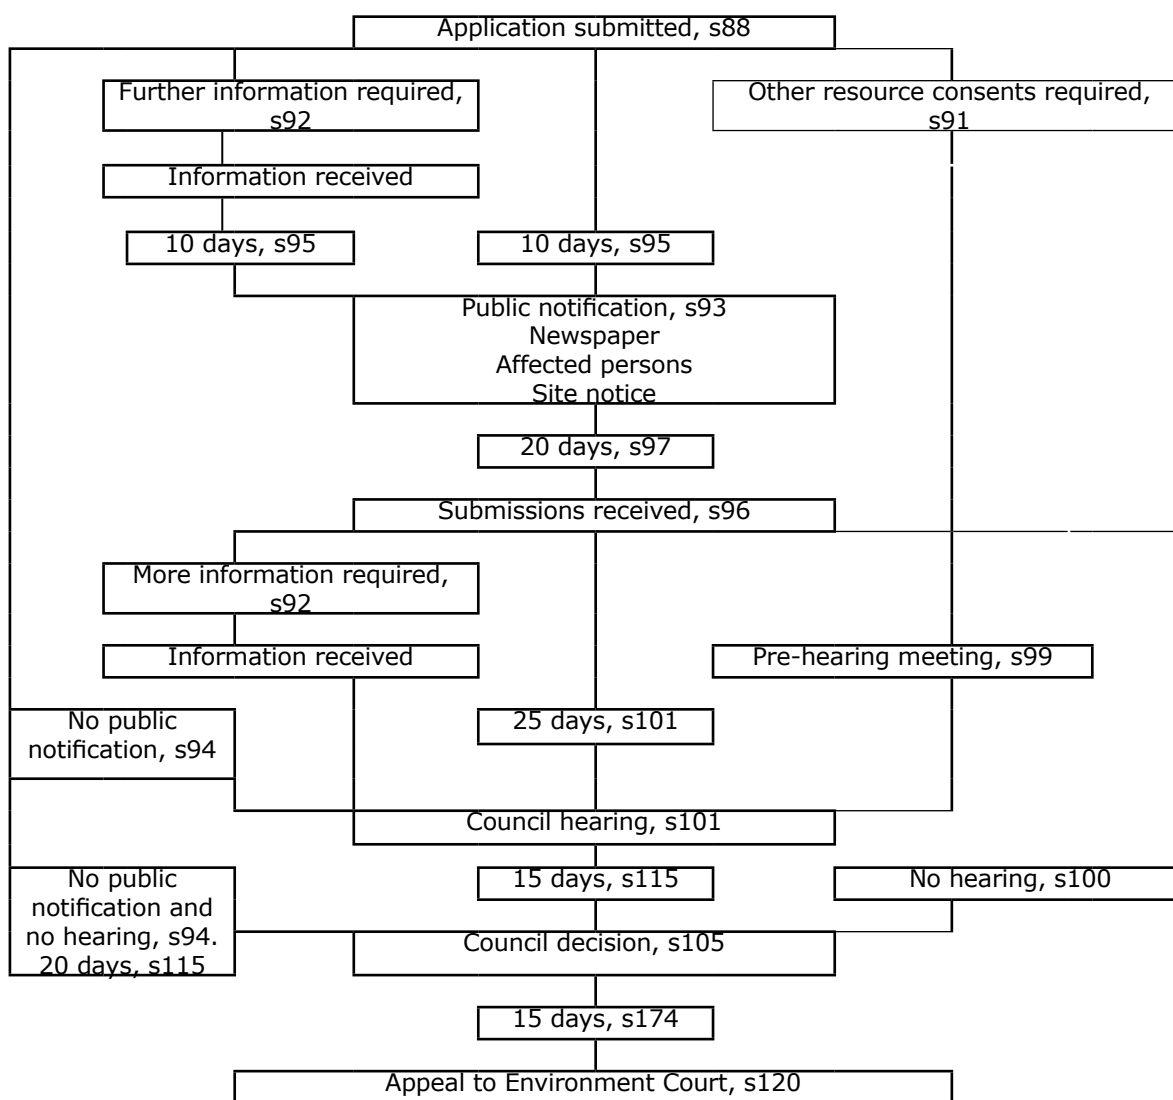 Application submitted, s88
Further information required,
s92
Other resource consents required,
s91
Information received
10 days, s95
10 days, s95
Public notification, s93
Newspaper
Affected persons
Site notice
20 days, s97
Submissions received, s96
More information required,
s92
Information received
Pre-hearing meeting, s99
No public
notification, s94
25 days, s101
Council hearing, s101
No public
notification and
no hearing, s94.
20 days, s115
15 days, s115
No hearing, s100
Council decision, s105
15 days, s174
Appeal to Environment Court, s120